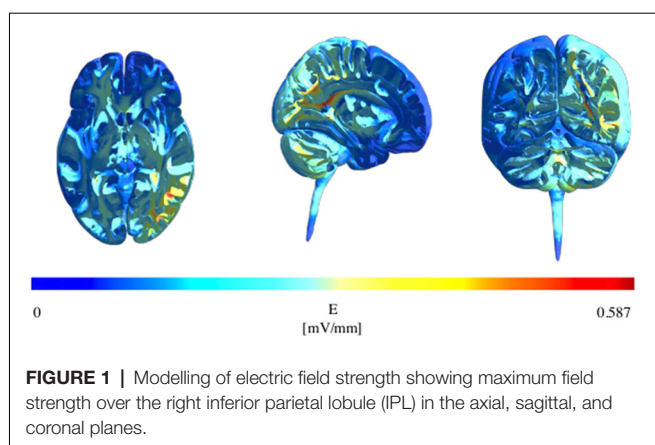 0
E
0.587
[mV/mm]
FIGURE 1 | Modelling of electric field strength showing maximum field
strength over the right inferior parietal lobule (IPL) in the axial, sagittal, and
coronal planes.